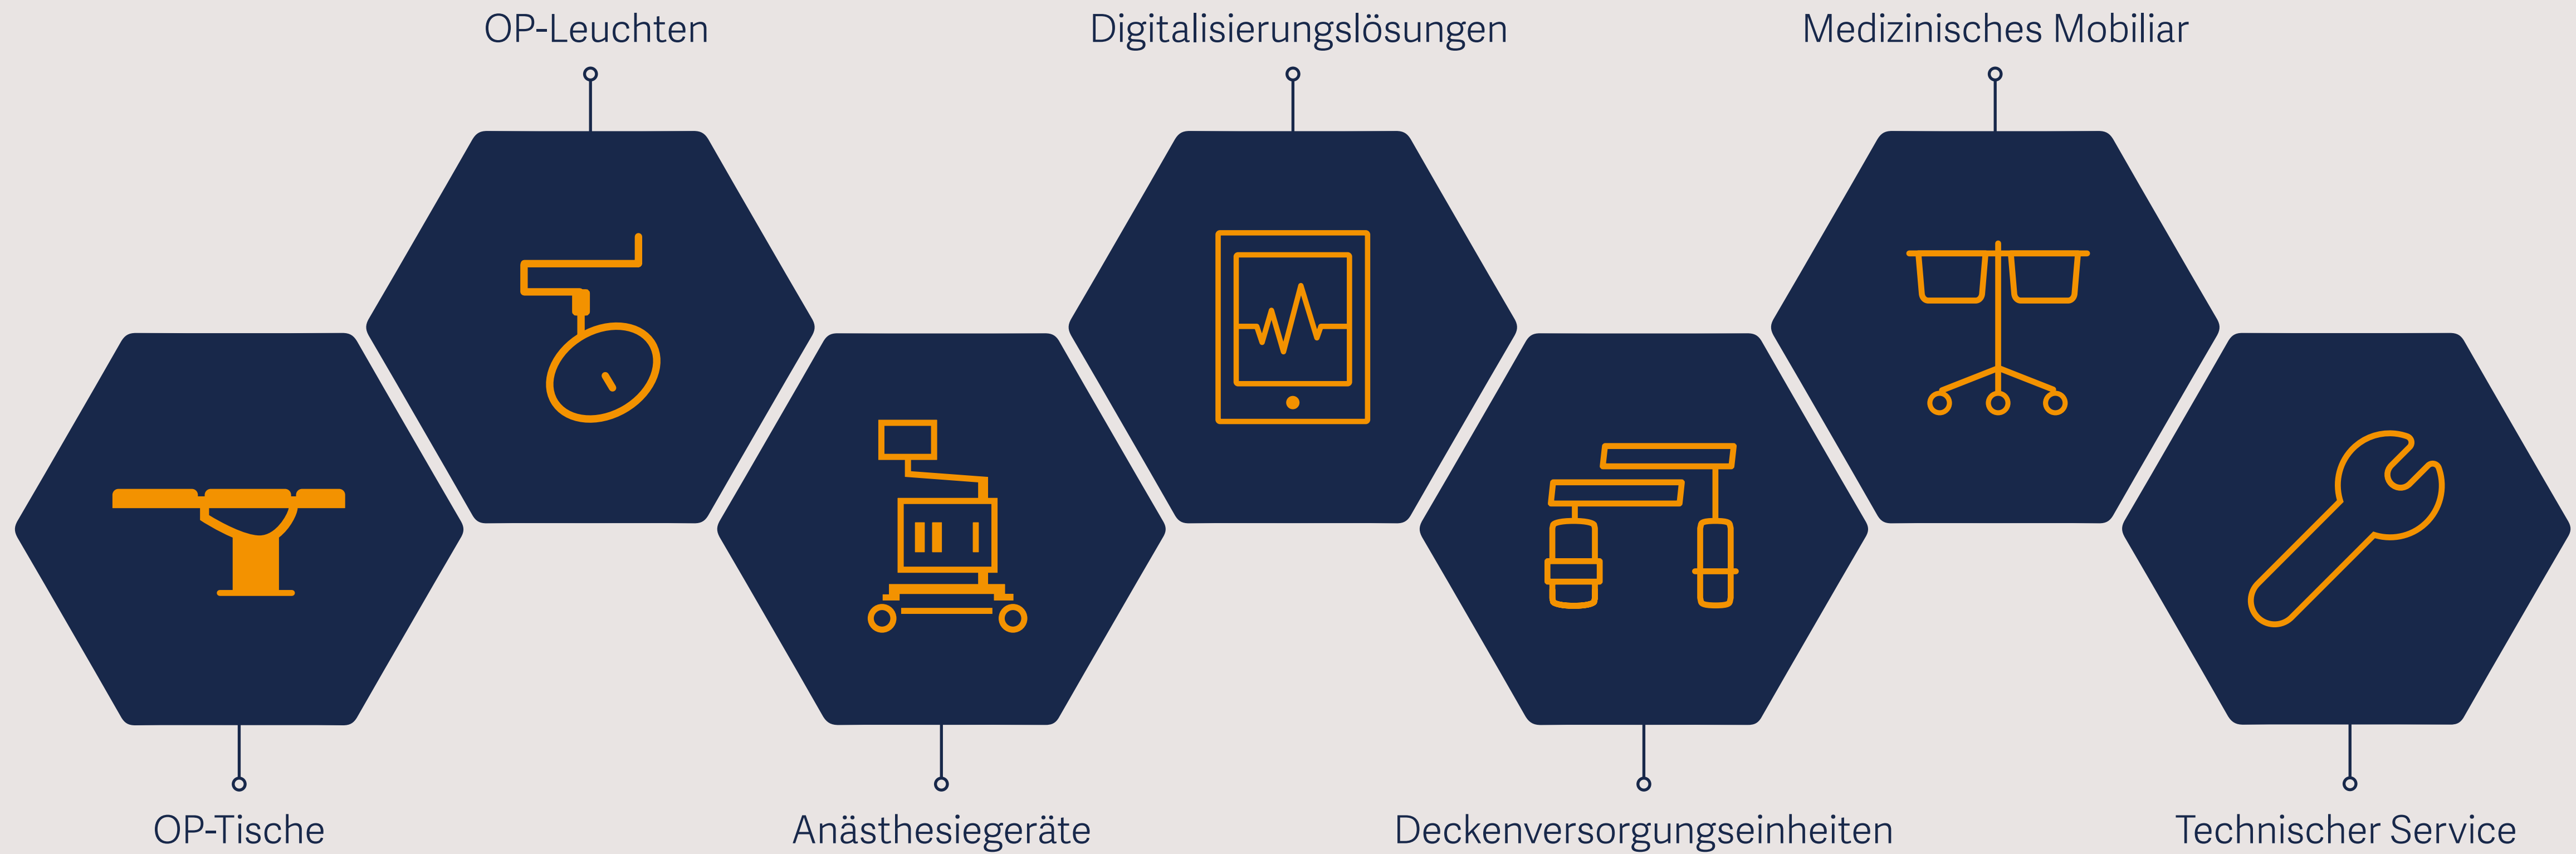 OP-Leuchten
Digitalisierungslösungen
Medizinisches Mobiliar
OP-Tische
Anästhesiegeräte
Deckenversorgungseinheiten
Technischer Service